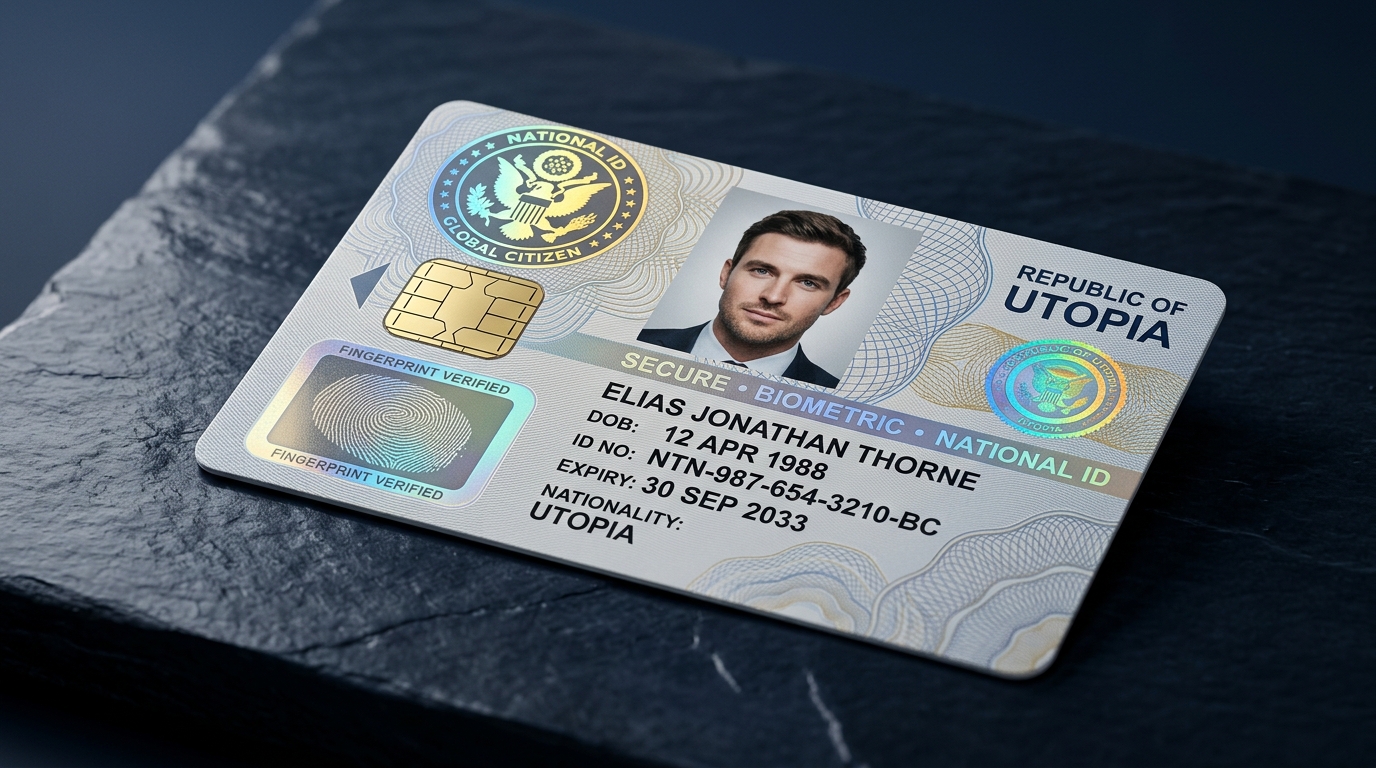 NATIONAL ID
GLOBAL CITIZEN
REPUBLIC OF
UTOPIA
SECURE • BIOMETRIC • NATIONAL ID
FINGERPRINT VERIFIED
FINGERPRINT VERIFIED
ELIAS JONATHAN THORNE
DOB: 12 APR 1988
ID NO: NTN-987-654-3210-BC
EXPIRY: 30 SEP 2033
NATIONALITY:
UTOPIA